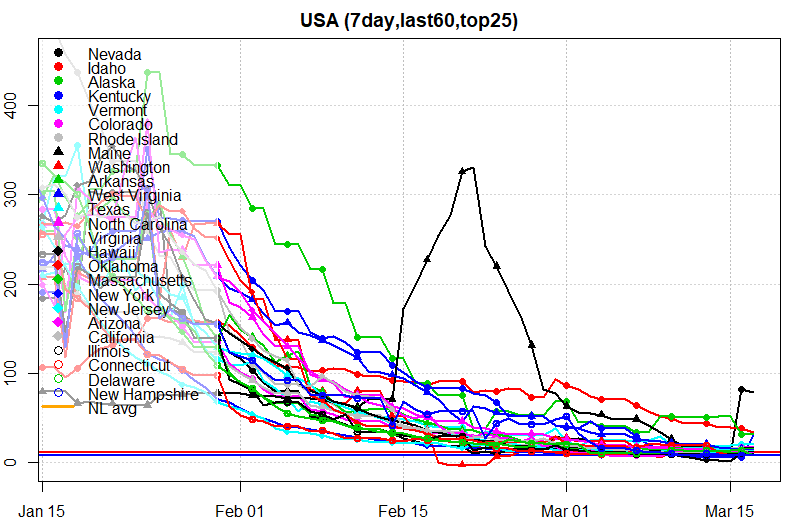 USA (7day,last60,top25)
400
300
200
100
0
Nevada
Idaho
Alaska
Kentucky
Vermont
Colorado
Rhode Island
Maine
Washington
Arkansas
West Virginia
Texas
North Carolina
Virginia
Hawaii
Oklahoma
Massachusetts
New York
New Jersey
Arizona
California
Illinois
Connecticut
Delaware
New Hampshire
NL avg
Jan 15 Feb 01 Feb 15 Mar 01 Mar 15